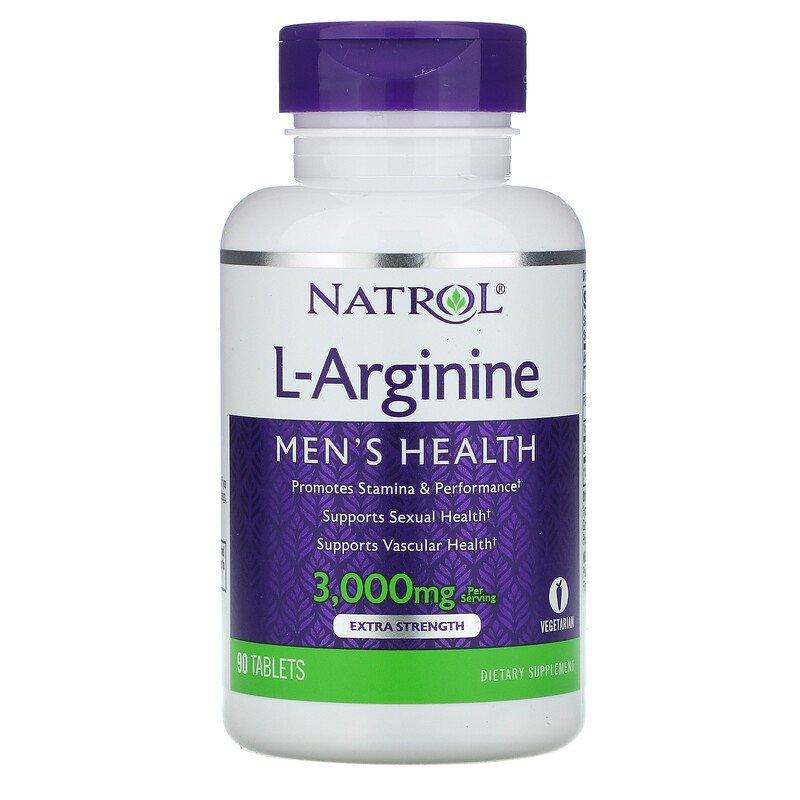 NATROL®
L-Arginine
MEN'S HEALTH
Promotes Stamina & Performance†
Supports Sexual Health†
Supports Vascular Health†
3,000mg Per Serving
EXTRA STRENGTH
VEGETARIAN
90 TABLETS
DIETARY SUPPLEMENT